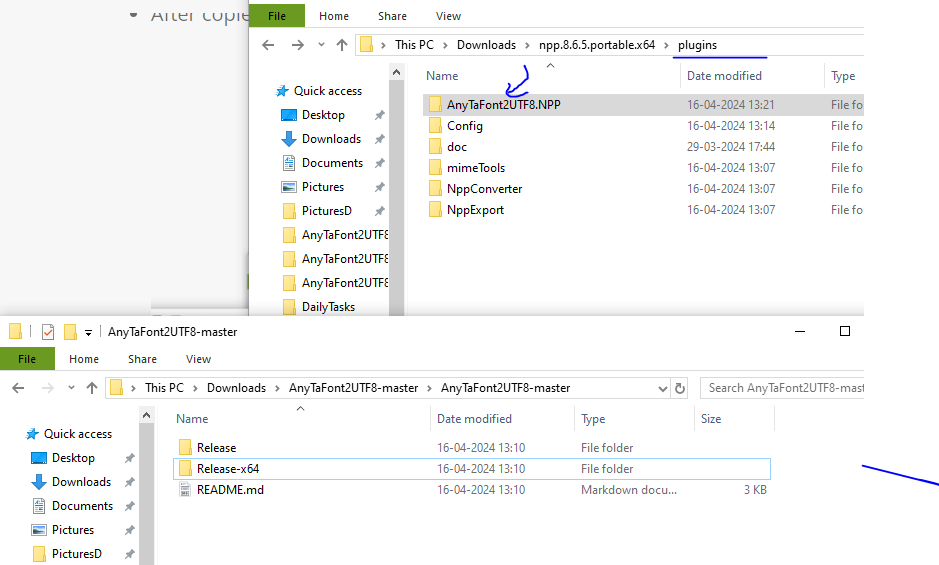 • After copie
File Home Share View
This PC > Downloads > npp.8.6.5.portable.x64 > plugins
Name Date modified Type
Quick access
Desktop
Downloads
Documents
Pictures
PicturesD
AnyTaFont2UTF8
AnyTaFont2UTF8
AnyTaFont2UTF8
DailyTasks
AnyTaFont2UTF8.NPP 16-04-2024 13:21 File fo
Config 16-04-2024 13:14 File fo
doc 29-03-2024 17:44 File fo
mimeTools 16-04-2024 13:07 File fo
NppConverter 16-04-2024 13:07 File fo
NppExport 16-04-2024 13:07 File fo
AnyTaFont2UTF8-master
File Home Share View
This PC > Downloads > AnyTaFont2UTF8-master > AnyTaFont2UTF8-master
Search AnyTaFont2UTF8-mast
Name Date modified Type Size
Quick access
Desktop
Downloads
Documents
Pictures
PicturesD
Release 16-04-2024 13:10 File folder
Release-x64 16-04-2024 13:10 File folder
README.md 16-04-2024 13:10 Markdown docu... 3 KB